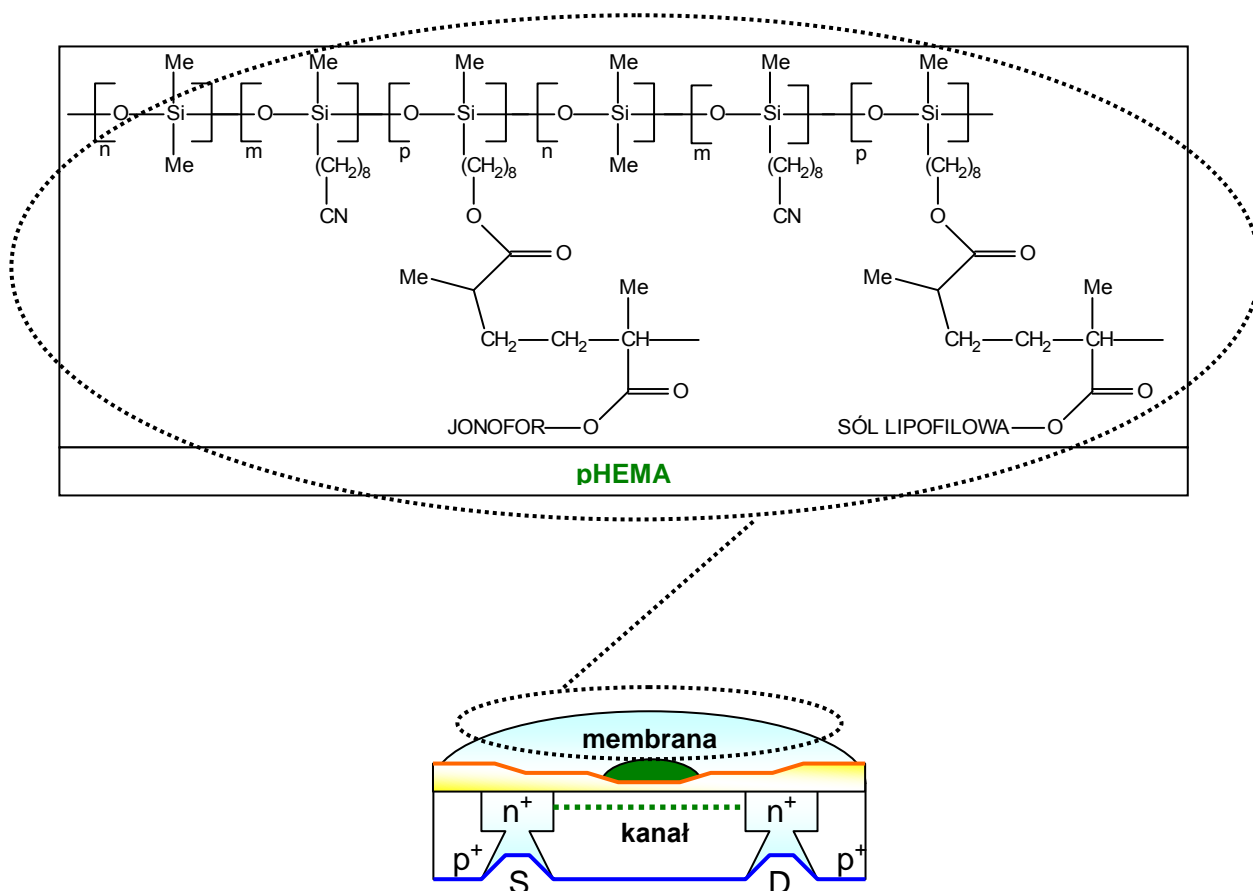 Me Me Me Me Me Me
O Si O Si O Si O Si O Si O Si
n m p n m p
Me (CH2)8 (CH2)8 Me (CH2)8 (CH2)8
CN O CN O
O O
Me Me Me Me
CH2 CH2 CH CH2 CH2 CH
O O
JONOFOR O SÓL LIPOFILOWA O
pHEMA
membrana
n+ n+
kanał
p+ p+
S D